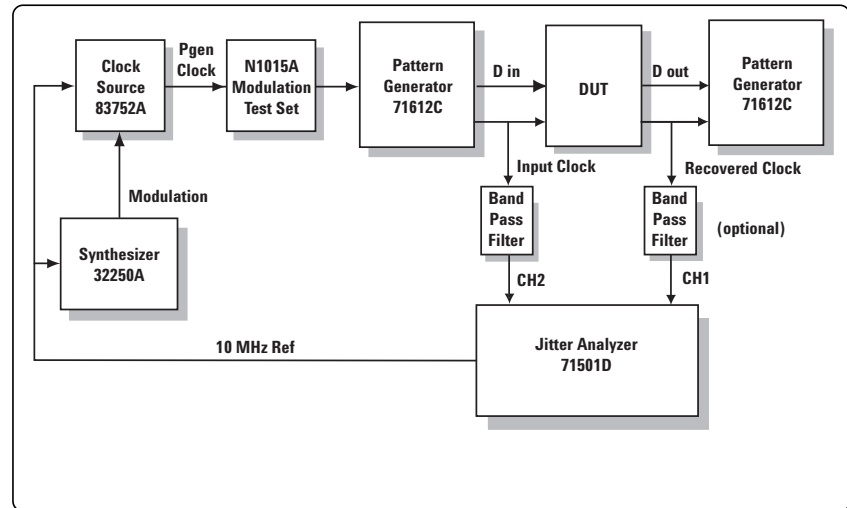 Clock
Source
83752A
Pgen
Clock
N1015A
Modulation
Test Set
Pattern
Generator
71612C
D in
DUT
D out
Pattern
Generator
71612C
Input Clock
Recovered Clock
Modulation
Synthesizer
32250A
Band
Pass
Filter
Band
Pass
Filter
(optional)
CH2
CH1
10 MHz Ref
Jitter Analyzer
71501D